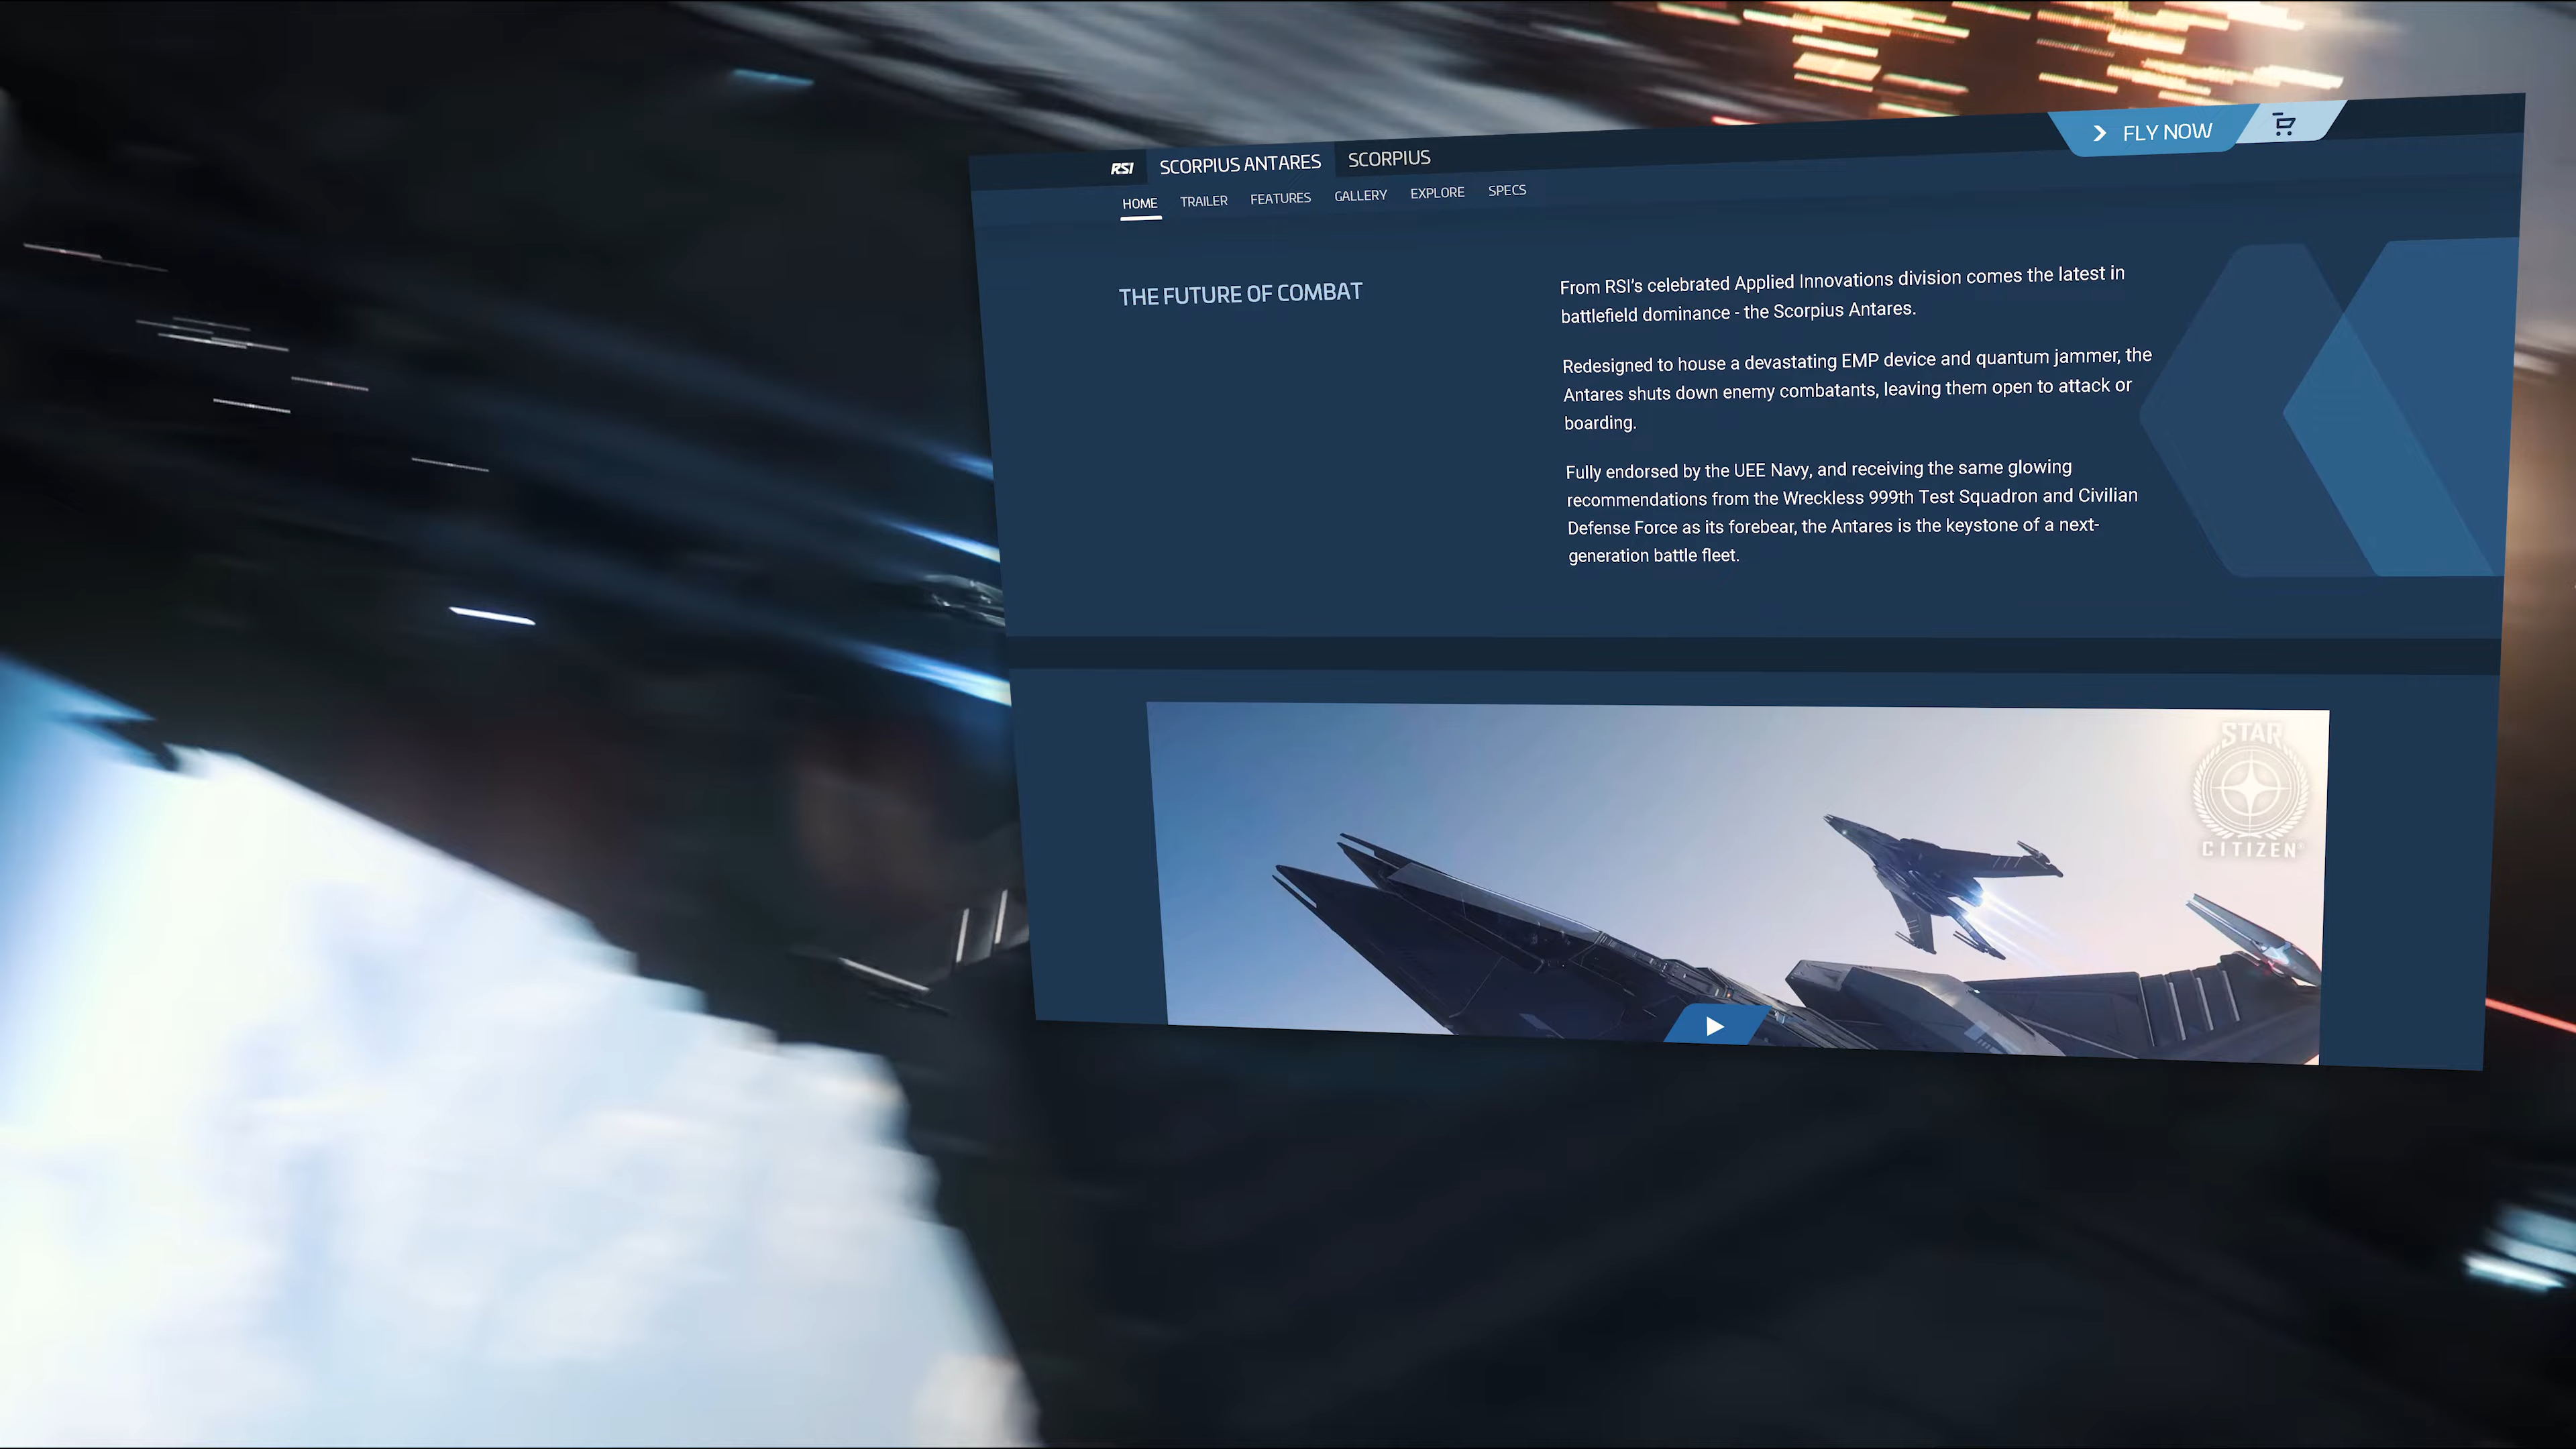 RSI SCORPIUS ANTARES SCORPIUS
FLY NOW
HOME TRAILER FEATURES GALLERY EXPLORE SPECS
THE FUTURE OF COMBAT
From RSI's celebrated Applied Innovations division comes the latest in
battlefield dominance - the Scorpius Antares.
Redesigned to house a devastating EMP device and quantum jammer, the
Antares shuts down enemy combatants, leaving them open to attack or
boarding.
Fully endorsed by the UEE Navy, and receiving the same glowing
recommendations from the Wreckless 999th Test Squadron and Civilian
Defense Force as its forebear, the Antares is the keystone of a next-
generation battle fleet.
STAR
CITIZEN